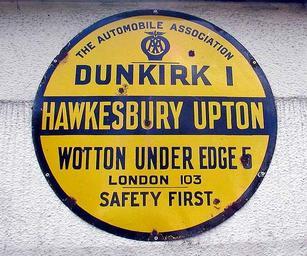 THE AUTOMOBILE ASSOCIATION
AA
DUNKIRK 1
HAWKESBURY UPTON
WOTTON UNDER EDGE 5
LONDON 103
SAFETY FIRST